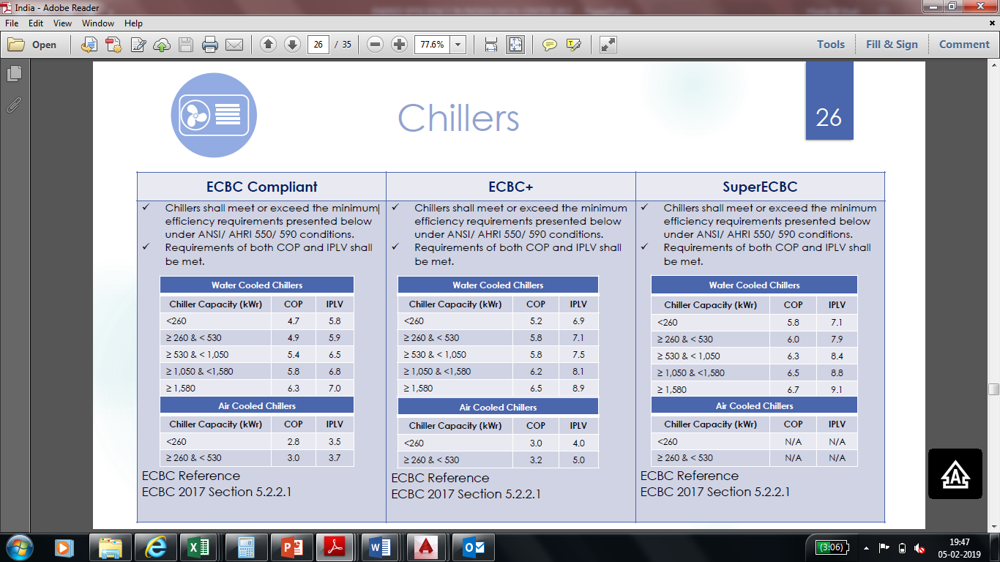 India - Adobe Reader
File Edit View Window Help
Open 26 / 35 77.6% Tools Fill & Sign Comment
Chillers
26
ECBC Compliant
✓ Chillers shall meet or exceed the minimum
efficiency requirements presented below
under ANSI/ AHRI 550/ 590 conditions.
✓ Requirements of both COP and IPLV shall
be met.
Water Cooled Chillers
Chiller Capacity (kWr) COP IPLV
<260 4.7 5.8
≥ 260 & < 530 4.9 5.9
≥ 530 & < 1,050 5.4 6.5
≥ 1,050 & <1,580 5.8 6.8
≥ 1,580 6.3 7.0
Air Cooled Chillers
Chiller Capacity (kWr) COP IPLV
<260 2.8 3.5
≥ 260 & < 530 3.0 3.7
ECBC Reference
ECBC 2017 Section 5.2.2.1
ECBC+
✓ Chillers shall meet or exceed the minimum
efficiency requirements presented below
under ANSI/ AHRI 550/ 590 conditions.
✓ Requirements of both COP and IPLV shall
be met.
Water Cooled Chillers
Chiller Capacity (kWr) COP IPLV
<260 5.2 6.9
≥ 260 & < 530 5.8 7.1
≥ 530 & < 1,050 5.8 7.5
≥ 1,050 & <1,580 6.2 8.1
≥ 1,580 6.5 8.9
Air Cooled Chillers
Chiller Capacity (kWr) COP IPLV
<260 3.0 4.0
≥ 260 & < 530 3.2 5.0
ECBC Reference
ECBC 2017 Section 5.2.2.1
SuperECBC
✓ Chillers shall meet or exceed the minimum
efficiency requirements presented below
under ANSI/ AHRI 550/ 590 conditions.
✓ Requirements of both COP and IPLV shall
be met.
Water Cooled Chillers
Chiller Capacity (kWr) COP IPLV
<260 5.8 7.1
≥ 260 & < 530 6.0 7.9
≥ 530 & < 1,050 6.3 8.4
≥ 1,050 & <1,580 6.5 8.8
≥ 1,580 6.7 9.1
Air Cooled Chillers
Chiller Capacity (kWr) COP IPLV
<260 N/A N/A
≥ 260 & < 530 N/A N/A
ECBC Reference
ECBC 2017 Section 5.2.2.1
(3:06)
19:47
05-02-2019